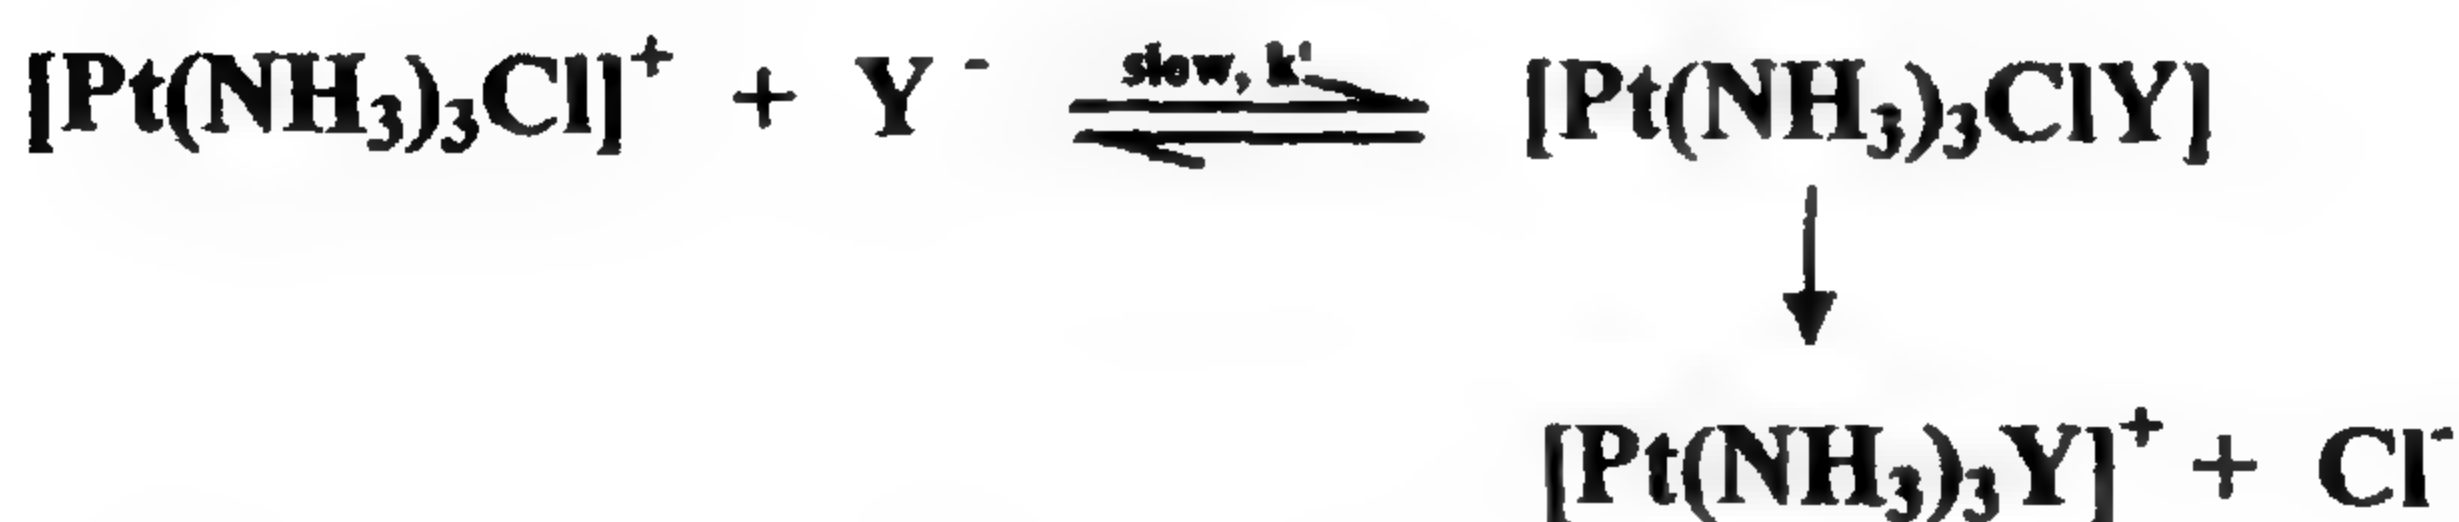 slow, k'
[Pt(NH₃)₃Cl]⁺ + Y⁻ ⇌ [Pt(NH₃)₃ClY]
[Pt(NH₃)₃Y]⁺ + Cl⁻